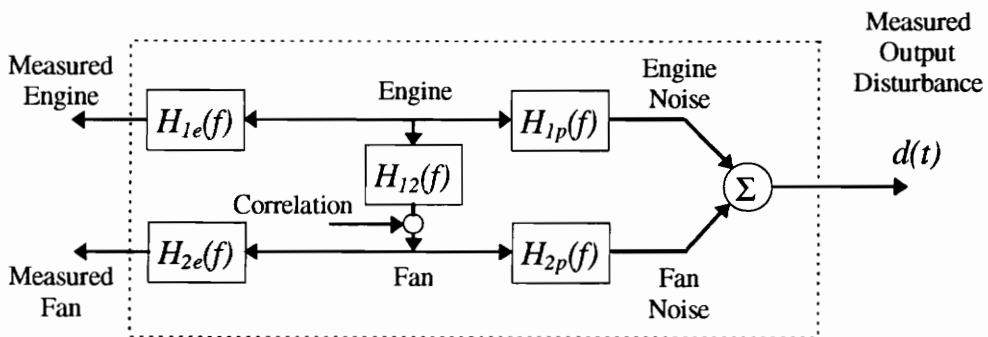 Measured
Engine
H1e(f)
Engine
H1p(f)
Engine
Noise
Measured
Output
Disturbance
d(t)
H12(f)
Σ
Correlation
Measured
Fan
H2e(f)
Fan
H2p(f)
Fan
Noise